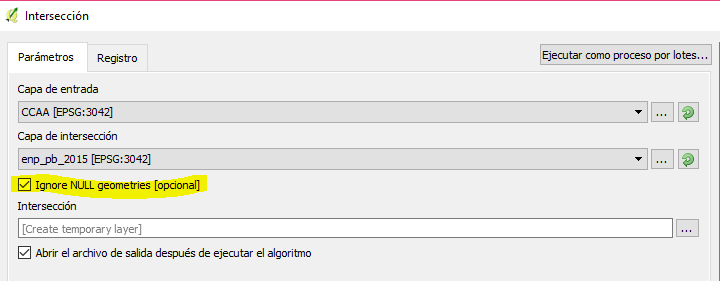 Intersección
Parámetros
Registro
Ejecutar como proceso por lotes...
Capa de entrada
CCAA [EPSG:3042]
...
Capa de intersección
enp_pb_2015 [EPSG:3042]
...
Ignore NULL geometries [opcional]
Intersección
[Create temporary layer]
...
Abrir el archivo de salida después de ejecutar el algoritmo